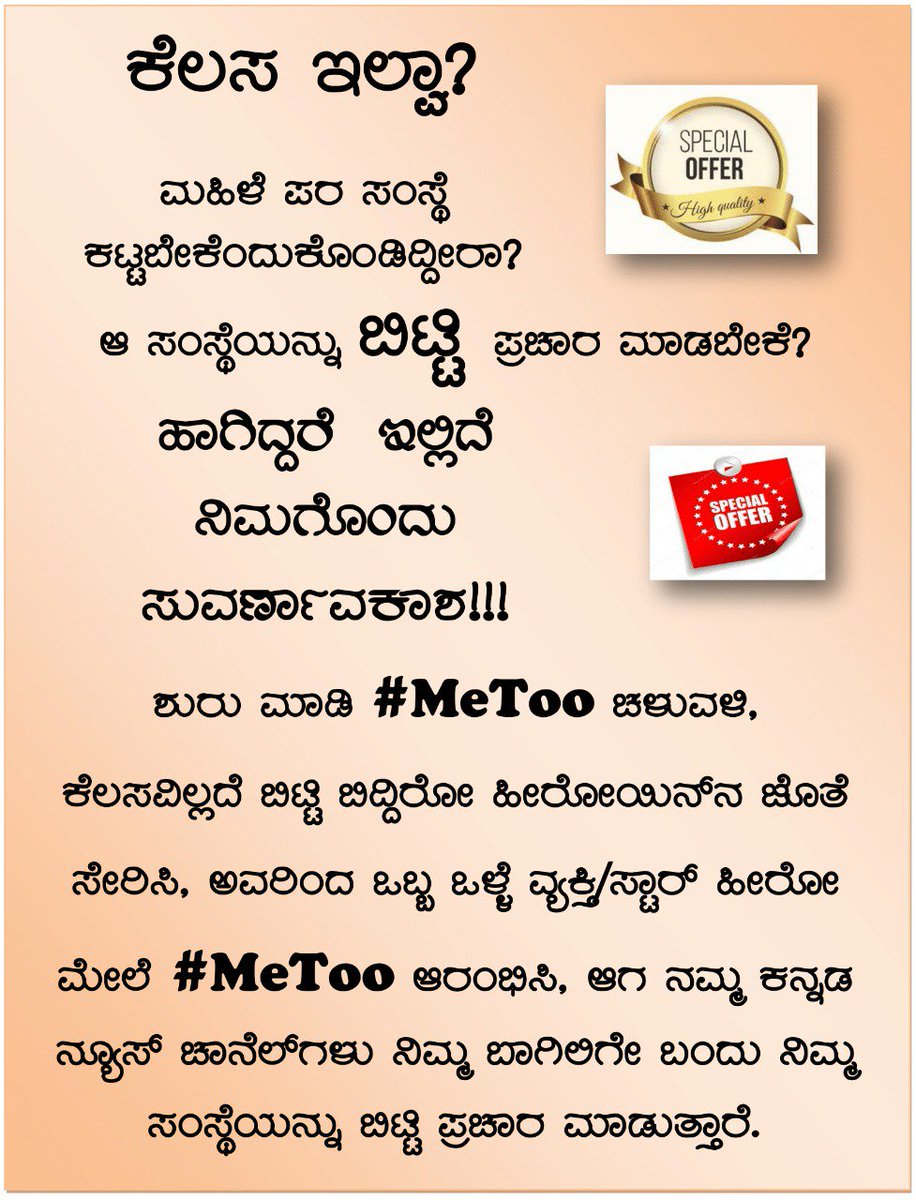 ಕೆಲಸ ಇಲ್ವಾ?
SPECIAL
OFFER
High quality
ಮಹಿಳೆ ಪರ ಸಂಸ್ಥೆ
ಕಟ್ಟಬೇಕೆಂದುಕೊಂಡಿದ್ದೀರಾ?
ಆ ಸಂಸ್ಥೆಯನ್ನು ಬಿಟ್ಟಿ ಪ್ರಚಾರ ಮಾಡಬೇಕೆ?
ಹಾಗಿದ್ದರೆ ಇಲ್ಲಿದೆ
ನಿಮಗೊಂದು
SPECIAL
OFFER
ಸುವರ್ಣಾವಕಾಶ!!!
ಶುರು ಮಾಡಿ #MeToo ಚಳುವಳಿ,
ಕೆಲಸವಿಲ್ಲದೆ ಬಿಟ್ಟಿ ಬಿದ್ದಿರೋ ಹೀರೋಯಿನ್‌ನ ಜೊತೆ
ಸೇರಿಸಿ, ಅವರಿಂದ ಒಬ್ಬ ಒಳ್ಳೆ ವ್ಯಕ್ತಿ/ಸ್ಟಾರ್ ಹೀರೋ
ಮೇಲೆ #MeToo ಆರಂಭಿಸಿ, ಆಗ ನಮ್ಮ ಕನ್ನಡ
ನ್ಯೂಸ್ ಚಾನೆಲ್‌ಗಳು ನಿಮ್ಮ ಬಾಗಿಲಿಗೇ ಬಂದು ನಿಮ್ಮ
ಸಂಸ್ಥೆಯನ್ನು ಬಿಟ್ಟಿ ಪ್ರಚಾರ ಮಾಡುತ್ತಾರೆ.